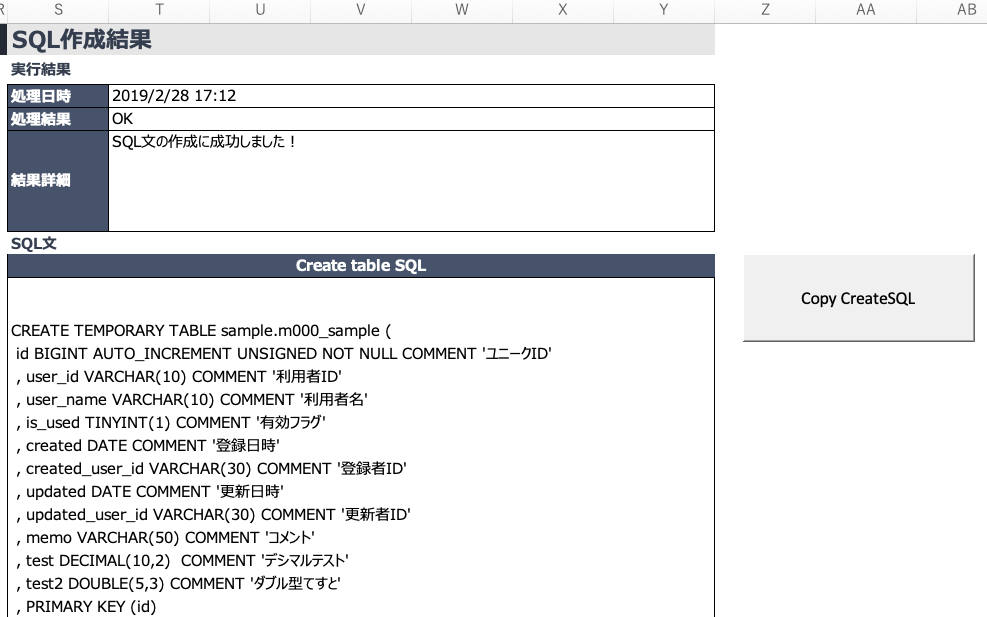 R S T U V W X Y Z AA AB
SQL作成結果
実行結果
処理日時 2019/2/28 17:12
処理結果 OK
結果詳細 SQL文の作成に成功しました！
SQL文
Create table SQL
Copy CreateSQL
CREATE TEMPORARY TABLE sample.m000_sample (
id BIGINT AUTO_INCREMENT UNSIGNED NOT NULL COMMENT 'ユニークID'
, user_id VARCHAR(10) COMMENT '利用者ID'
, user_name VARCHAR(10) COMMENT '利用者名'
, is_used TINYINT(1) COMMENT '有効フラグ'
, created DATE COMMENT '登録日時'
, created_user_id VARCHAR(30) COMMENT '登録者ID'
, updated DATE COMMENT '更新日時'
, updated_user_id VARCHAR(30) COMMENT '更新者ID'
, memo VARCHAR(50) COMMENT 'コメント'
, test DECIMAL(10,2)  COMMENT 'デシマルテスト'
, test2 DOUBLE(5,3) COMMENT 'ダブル型てすと'
, PRIMARY KEY (id)